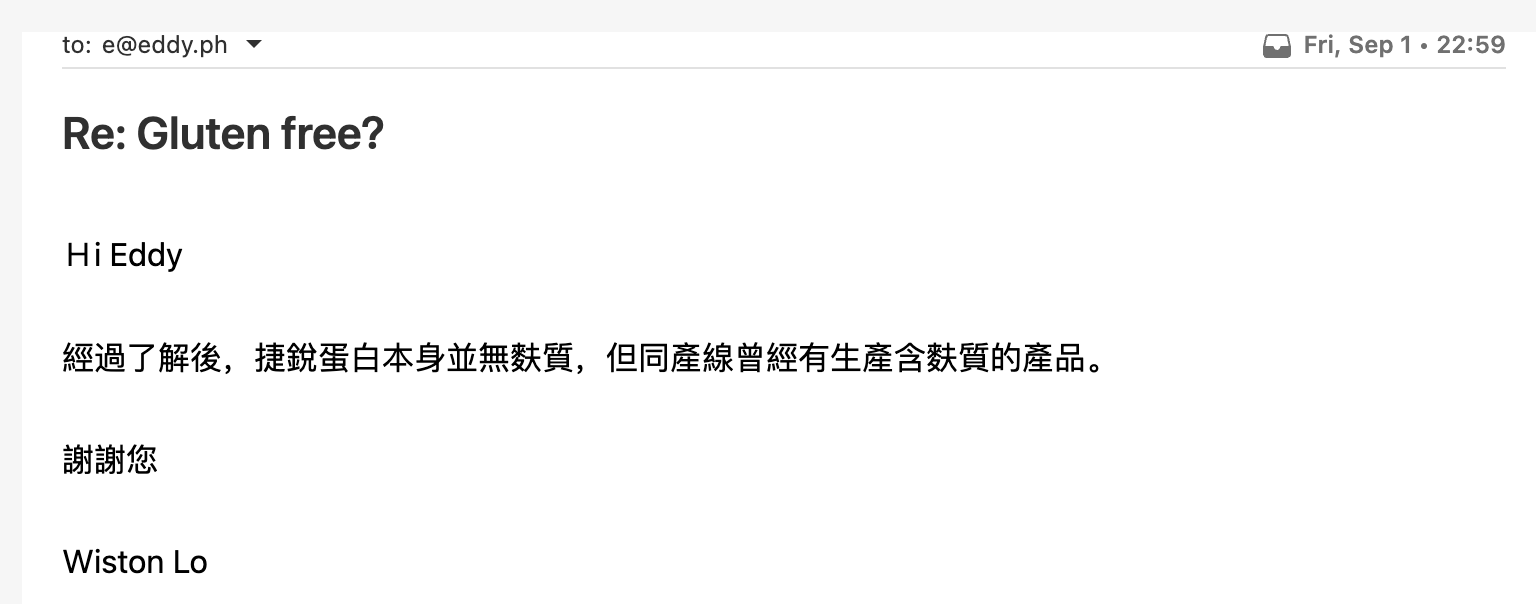 to: e@eddy.ph
Fri, Sep 1 • 22:59
Re: Gluten free?
Ｈi Eddy
經過了解後，捷銳蛋白本身並無麩質，但同產線曾經有生產含麩質的產品。
謝謝您
Wiston Lo